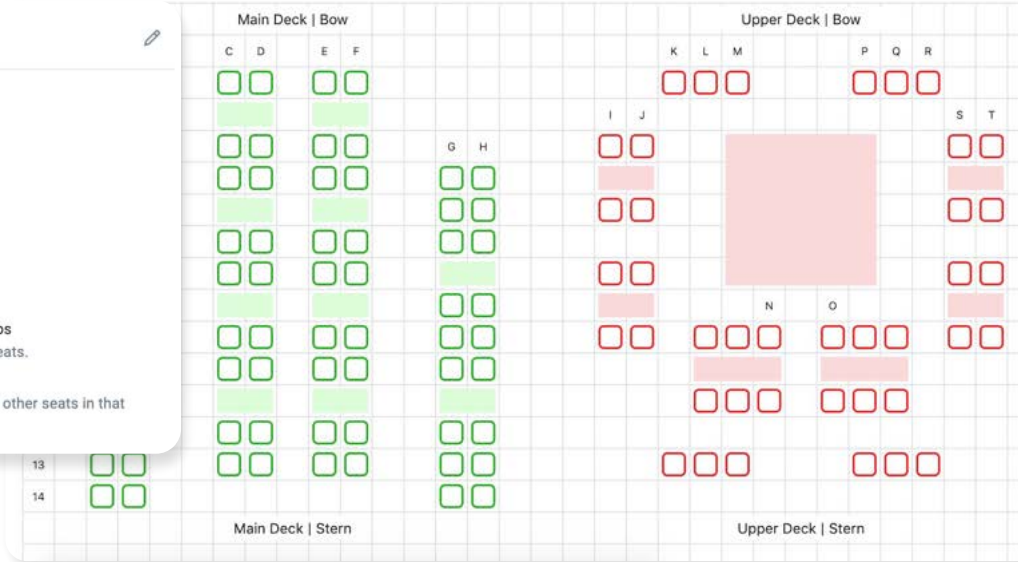 Main Deck | Bow
Upper Deck | Bow
C D E F
K L M P Q R
I J S T
G H
N O
eats.
other seats in that
13
14
Main Deck | Stern
Upper Deck | Stern